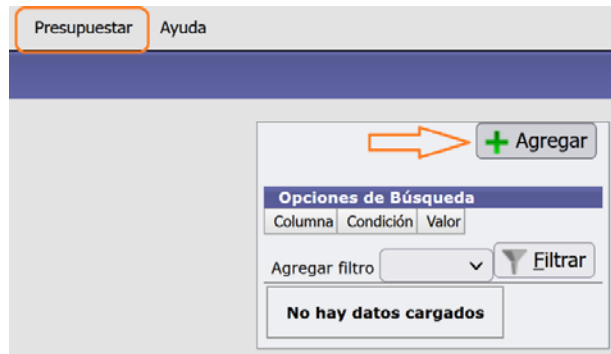 Presupuestar Ayuda
Agregar
Opciones de Búsqueda
Columna Condición Valor
Agregar filtro Filtrar
No hay datos cargados